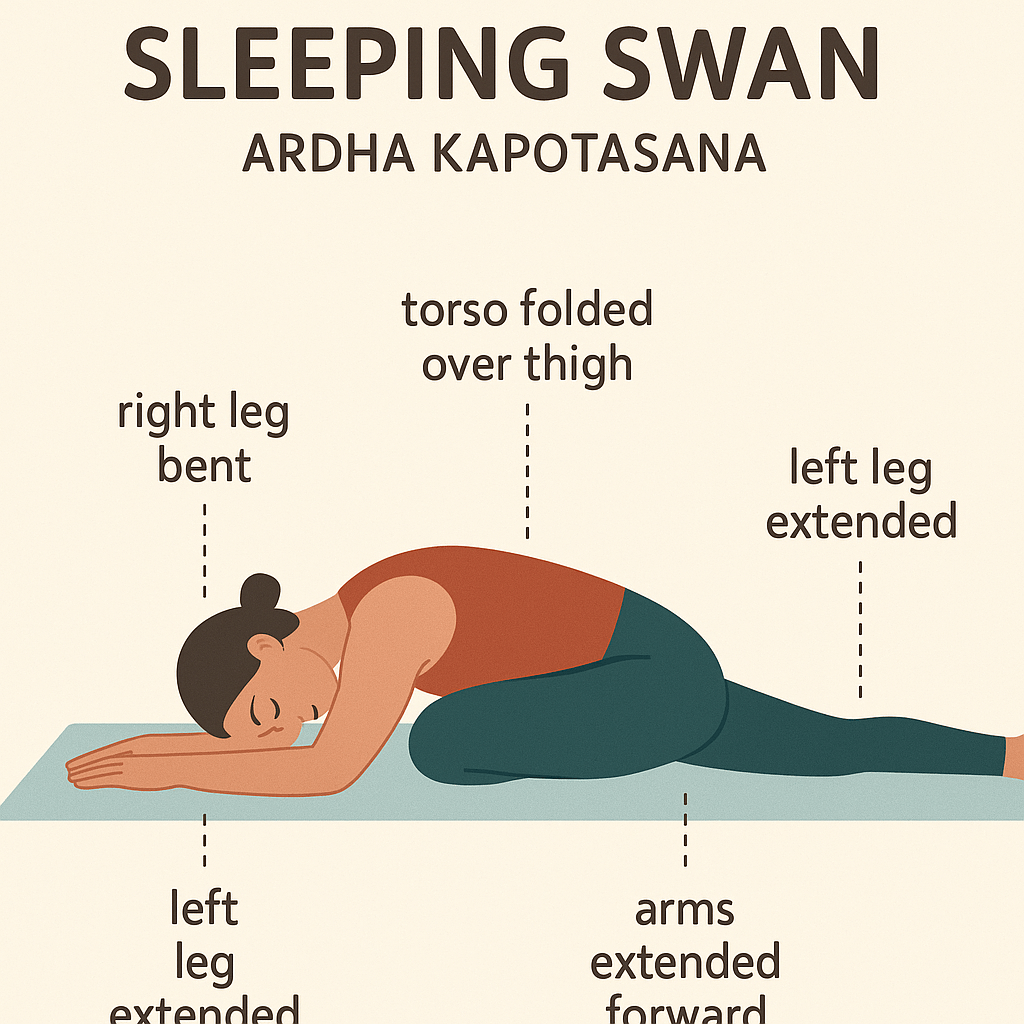 SLEEPING SWAN
ARDHA KAPOTASANA
torso folded
over thigh
right leg
bent
left leg
extended
left
leg
extended
arms
extended
forward